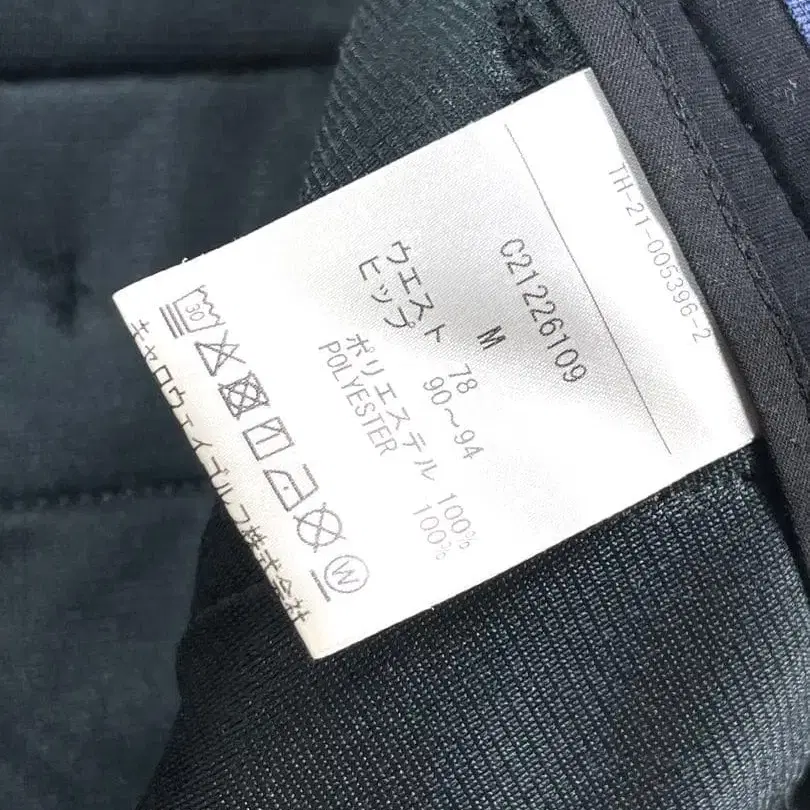 TH-21-005396-2
C21226109
M
ウエスト 78
ヒップ 90～94
ポリエステル 100%
POLYESTER 100%
30
W
キャロウェイゴルフ株式会社